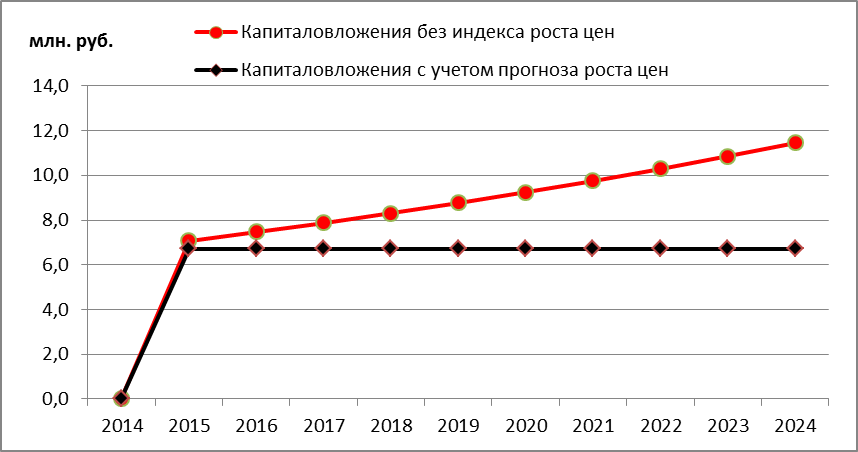 млн. руб.
Капиталовложения без индекса роста цен
Капиталовложения с учетом прогноза роста цен
14,0
12,0
10,0
8,0
6,0
4,0
2,0
0,0
2014 2015 2016 2017 2018 2019 2020 2021 2022 2023 2024